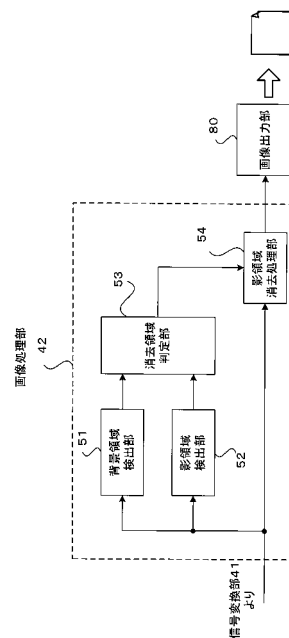 画像処理部
42
背景領域
検出部
51
影領域
検出部
52
消去領域
判定部
53
影領域
消去処理部
54
画像出力部
80
信号変換部41
より